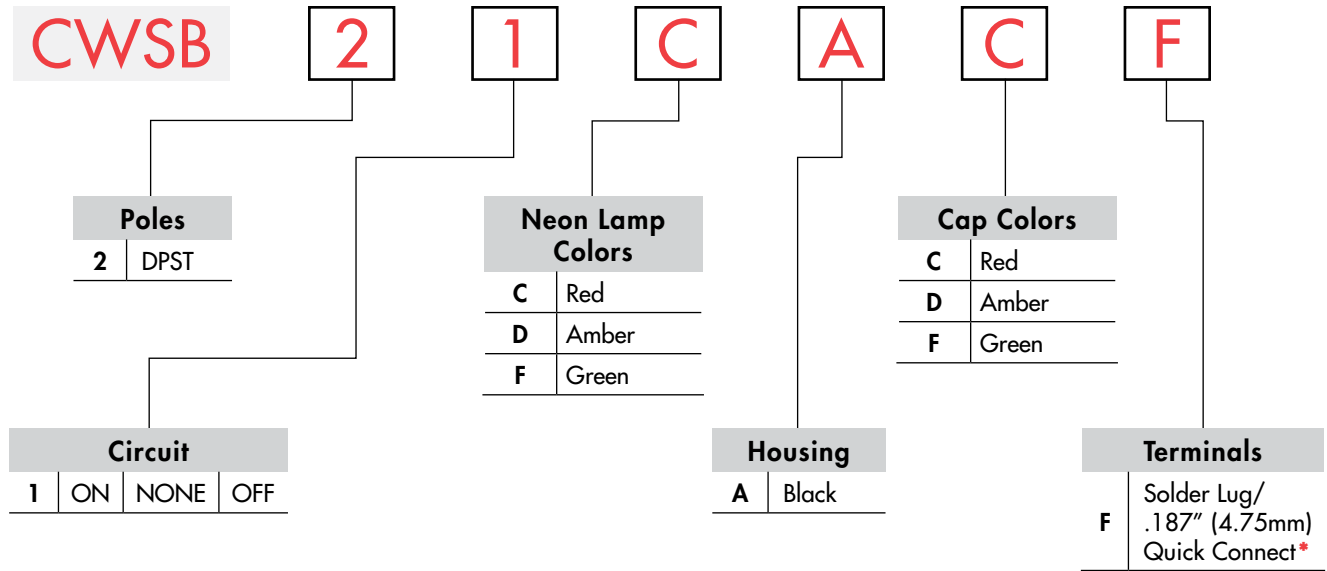 CWSB 2 1 C A C F
Poles
2 DPST
Neon Lamp
Colors
C Red
D Amber
F Green
Cap Colors
C Red
D Amber
F Green
Circuit
1 ON NONE OFF
Housing
A Black
Terminals
F Solder Lug/
.187” (4.75mm)
Quick Connect*